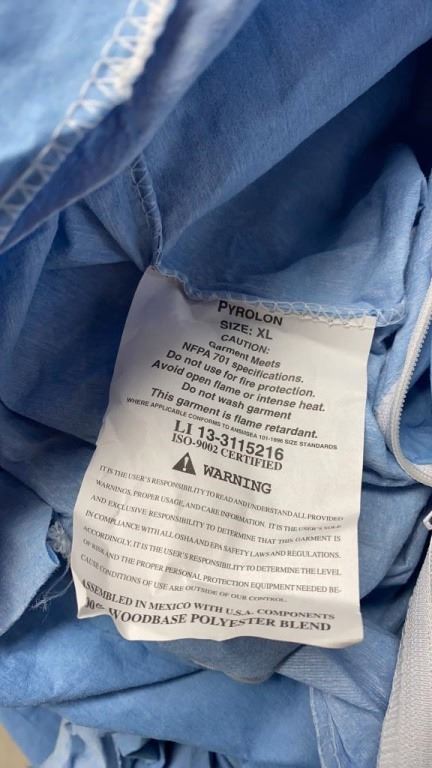 PYROLON
SIZE: XL
CAUTION:
Garment Meets
NFPA 701 specifications.
Do not use for fire protection.
Avoid open flame or intense heat.
Do not wash garment
This garment is flame retardant.
WHERE APPLICABLE CONFORMS TO ANSI/ISEA 101-1996 SIZE STANDARDS.
LI 13-3115216
ISO-9002 CERTIFIED
WARNING
IT IS THE USER'S RESPONSIBILITY TO READ AND UNDERSTAND ALL PROVIDED
WARNINGS, PROPER USAGE, AND CARE INFORMATION. IT IS THE USER'S SOLE
AND EXCLUSIVE RESPONSIBILITY TO DETERMINE THAT THIS GARMENT IS
IN COMPLIANCE WITH ALL OSHA AND EPA SAFETY LAWS AND REGULATIONS.
ACCORDINGLY, IT IS THE USER'S RESPONSIBILITY TO DETERMINE THE LEVEL
OF RISK AND THE PROPER PERSONAL PROTECTION EQUIPMENT NEEDED BE-
CAUSE CONDITIONS OF USE ARE OUTSIDE OF OUR CONTROL.
ASSEMBLED IN MEXICO WITH U.S.A. COMPONENTS
WOODBASE POLYESTER BLEND